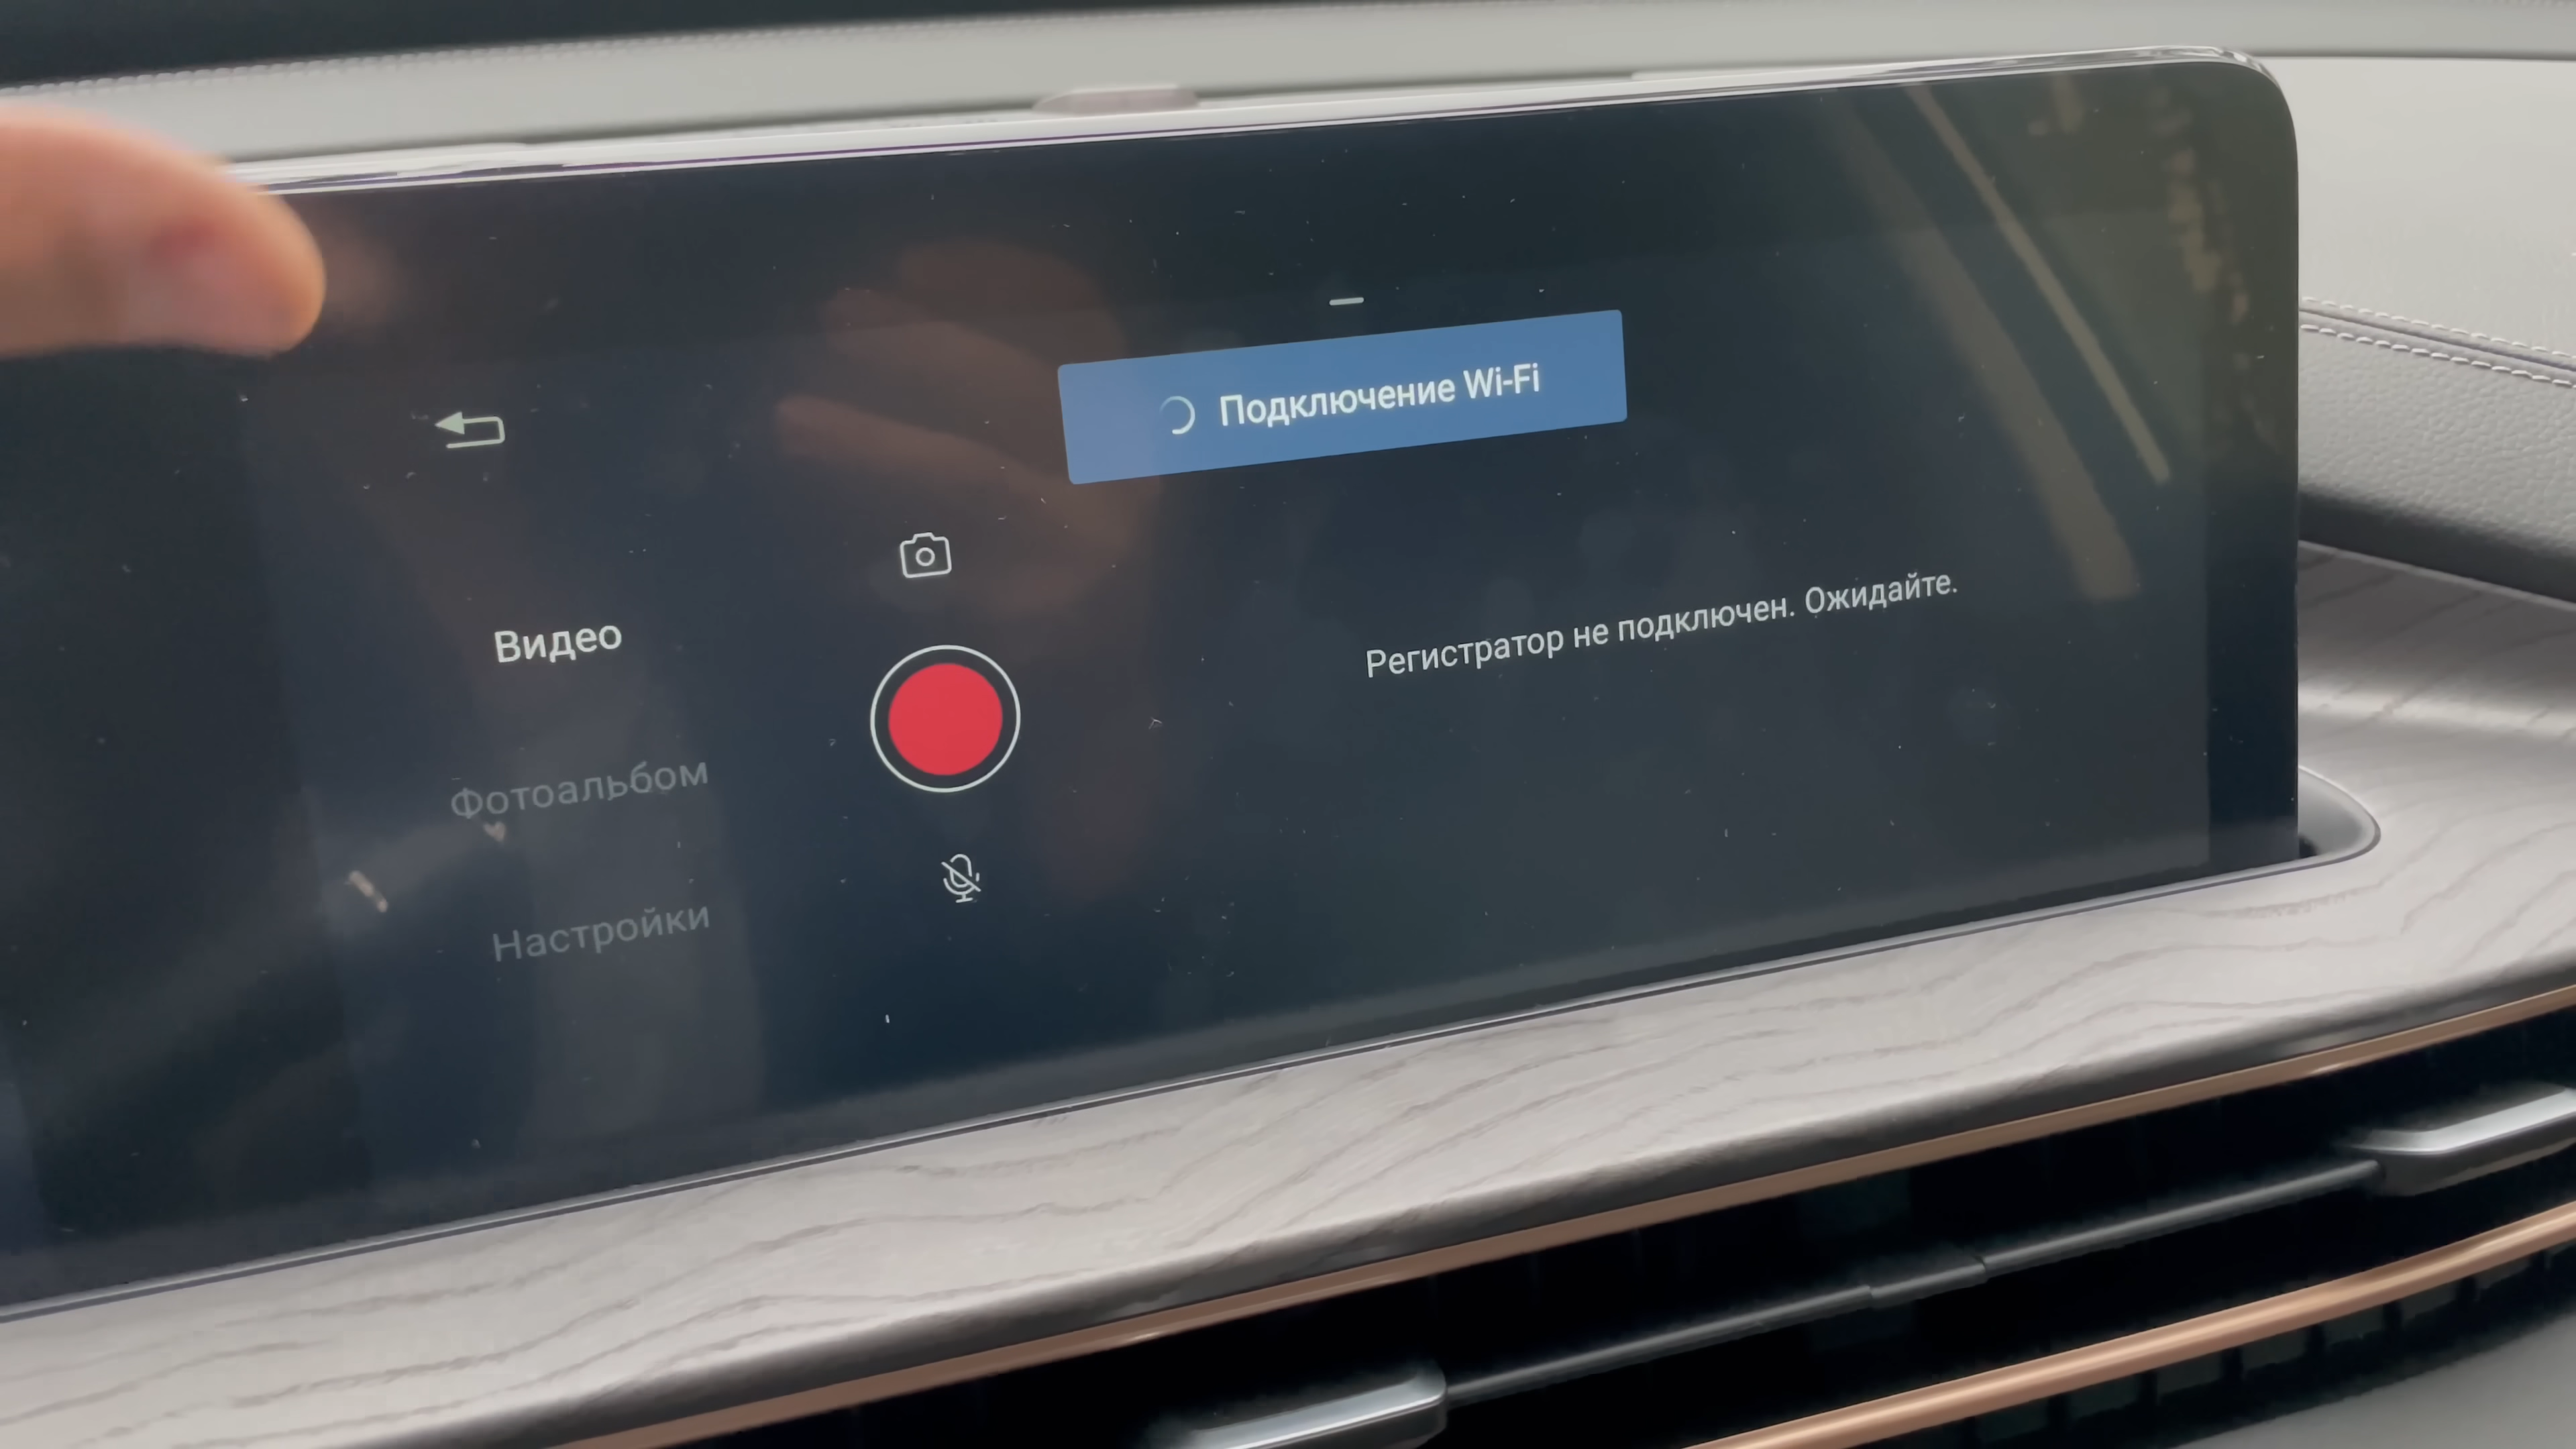 Подключение Wi-Fi
Видео
Регистратор не подключен. Ожидайте.
Фотоальбом
Настройки